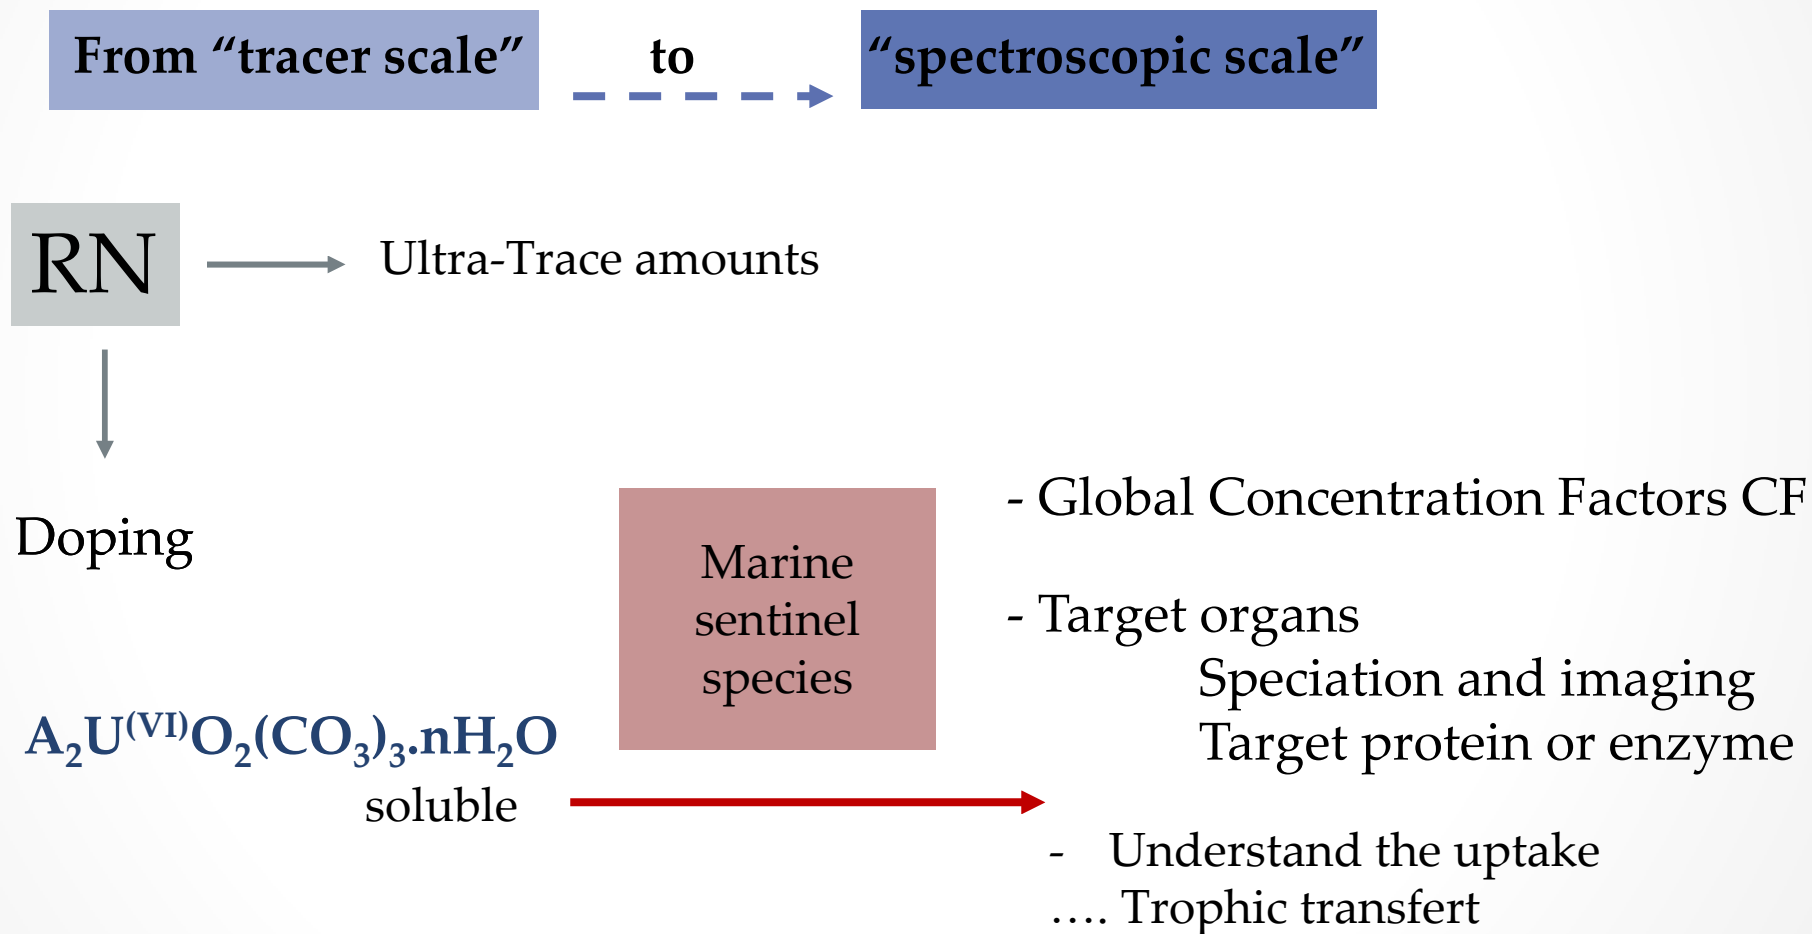 From “tracer scale” to “spectroscopic scale”
RN
Ultra-Trace amounts
Doping
A₂U⁽ⱽᴵ⁾O₂(CO₃)₃.nH₂O
soluble
Marine
sentinel
species
- Global Concentration Factors CF
- Target organs
Speciation and imaging
Target protein or enzyme
- Understand the uptake
…. Trophic transfert